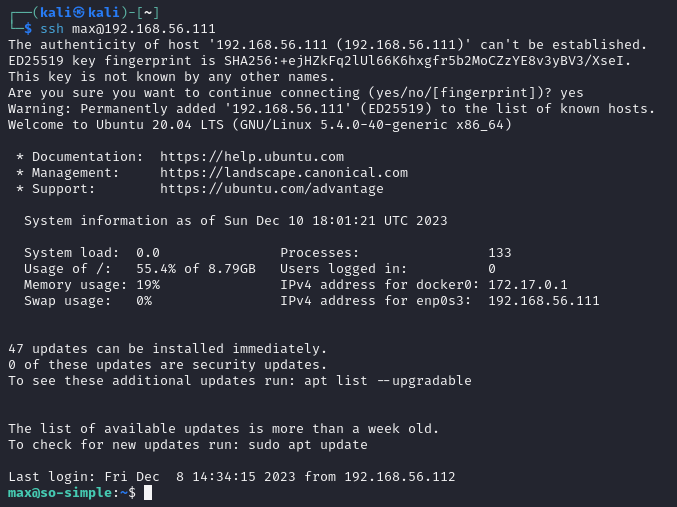 ┌──(kali㉿kali)-[~]
└─$ ssh max@192.168.56.111
The authenticity of host '192.168.56.111 (192.168.56.111)' can't be established.
ED25519 key fingerprint is SHA256:+ejHZkFq2lUl66K6hxgfr5b2MoCZzYE8v3yBV3/XseI.
This key is not known by any other names.
Are you sure you want to continue connecting (yes/no/[fingerprint])? yes
Warning: Permanently added '192.168.56.111' (ED25519) to the list of known hosts.
Welcome to Ubuntu 20.04 LTS (GNU/Linux 5.4.0-40-generic x86_64)

 * Documentation:  https://help.ubuntu.com
 * Management:     https://landscape.canonical.com
 * Support:        https://ubuntu.com/advantage

  System information as of Sun Dec 10 18:01:21 UTC 2023

  System load:  0.0               Processes:                133
  Usage of /:   55.4% of 8.79GB   Users logged in:          0
  Memory usage: 19%               IPv4 address for docker0: 172.17.0.1
  Swap usage:   0%                IPv4 address for enp0s3:  192.168.56.111

47 updates can be installed immediately.
0 of these updates are security updates.
To see these additional updates run: apt list --upgradable

The list of available updates is more than a week old.
To check for new updates run: sudo apt update

Last login: Fri Dec  8 14:34:15 2023 from 192.168.56.112
max@so-simple:~$